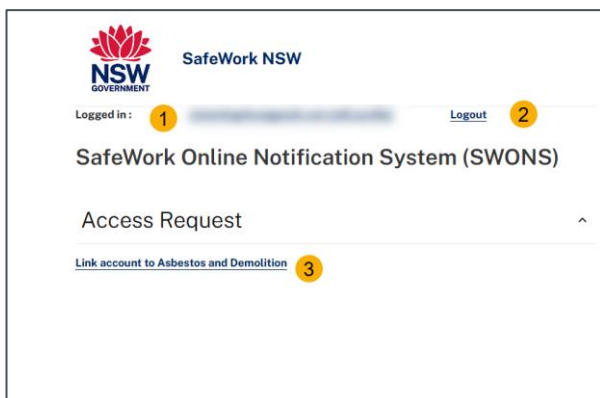 NSW
GOVERNMENT
SafeWork NSW
Logged in : 1 Logout 2
SafeWork Online Notification System (SWONS)
Access Request
Link account to Asbestos and Demolition 3